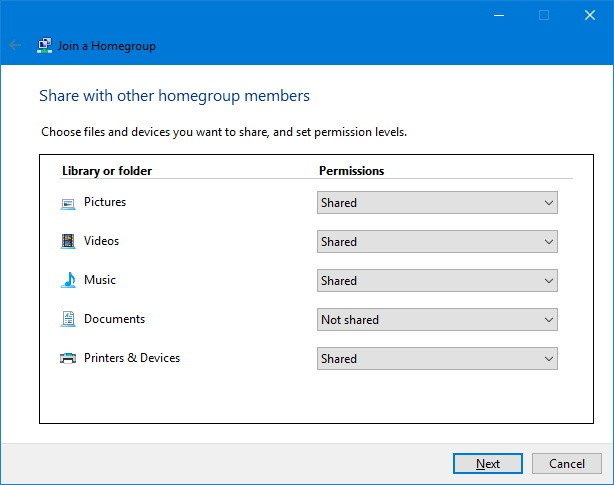 Join a Homegroup
Share with other homegroup members
Choose files and devices you want to share, and set permission levels.
Library or folder Permissions
Pictures Shared
Videos Shared
Music Shared
Documents Not shared
Printers & Devices Shared
Next Cancel